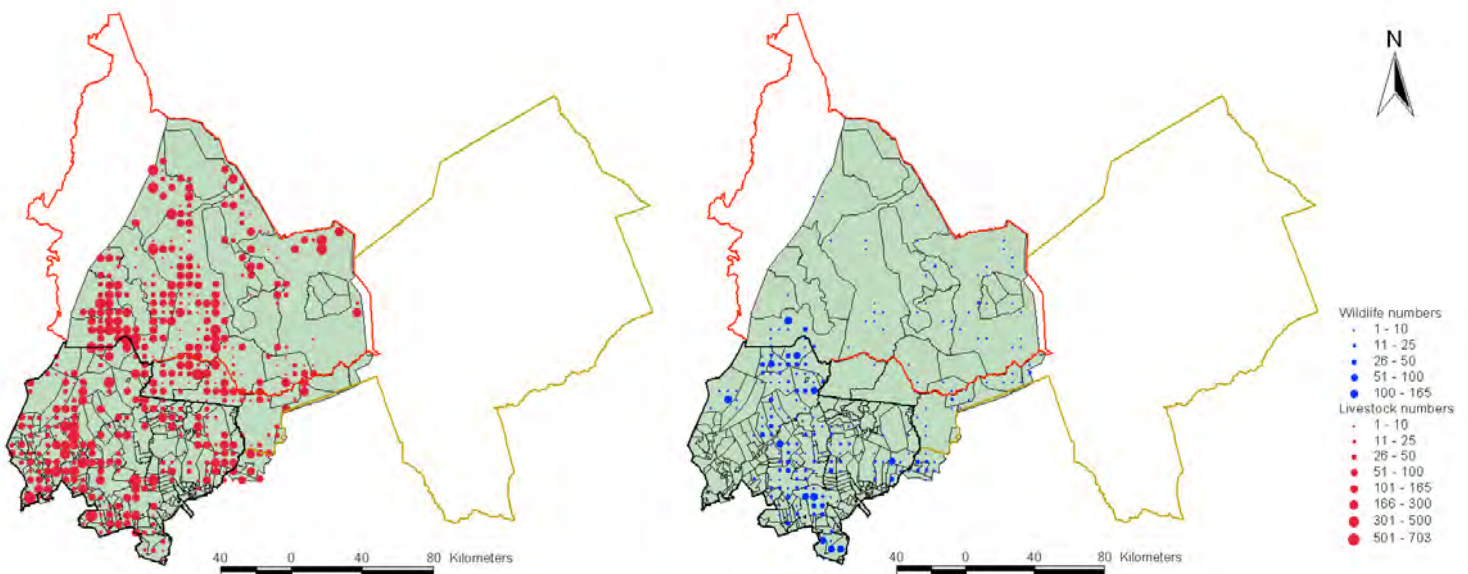 N
Wildlife numbers
1 - 10
11 - 25
26 - 50
51 - 100
100 - 165
Livestock numbers
1 - 10
11 - 25
26 - 50
51 - 100
101 - 165
166 - 300
301 - 500
501 - 703
40 0 40 80 Kilometers
40 0 40 80 Kilometers